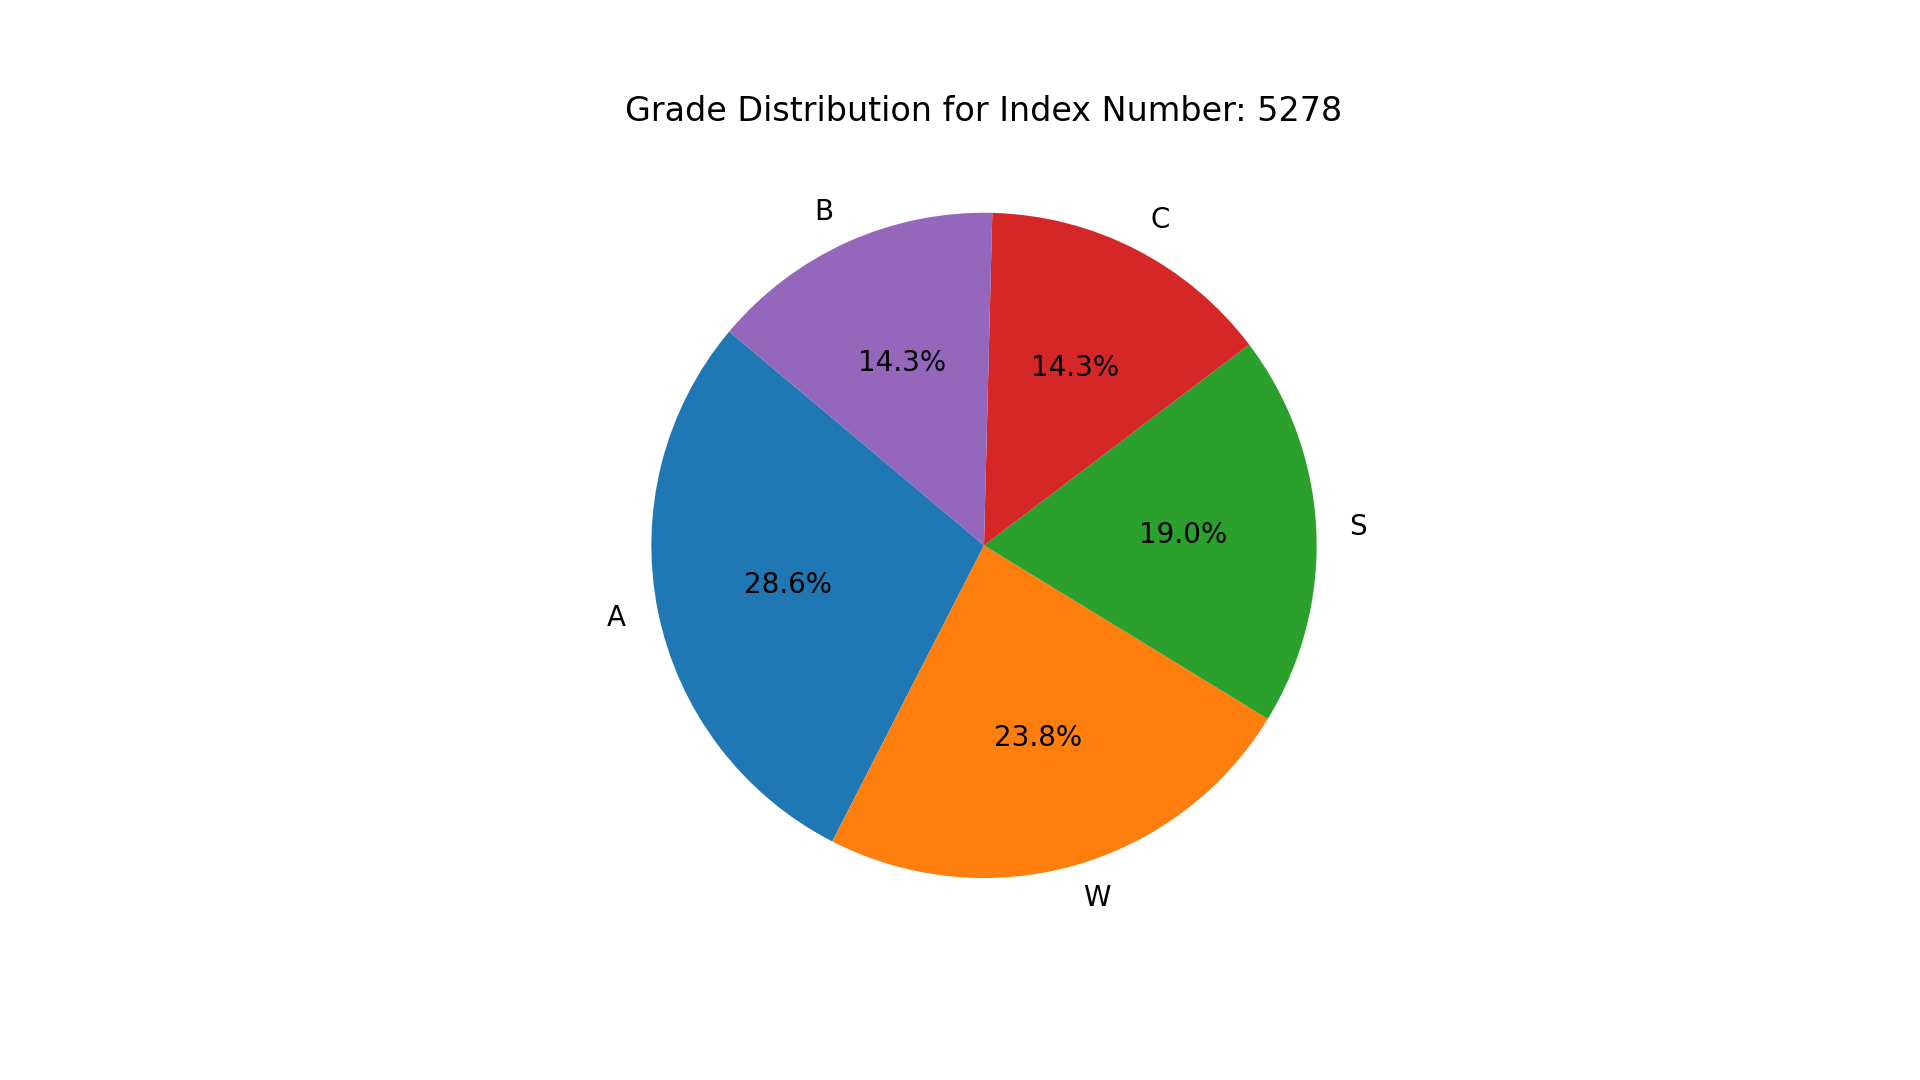 Grade Distribution for Index Number: 5278
B
C
14.3%
14.3%
S
19.0%
28.6%
A
23.8%
W